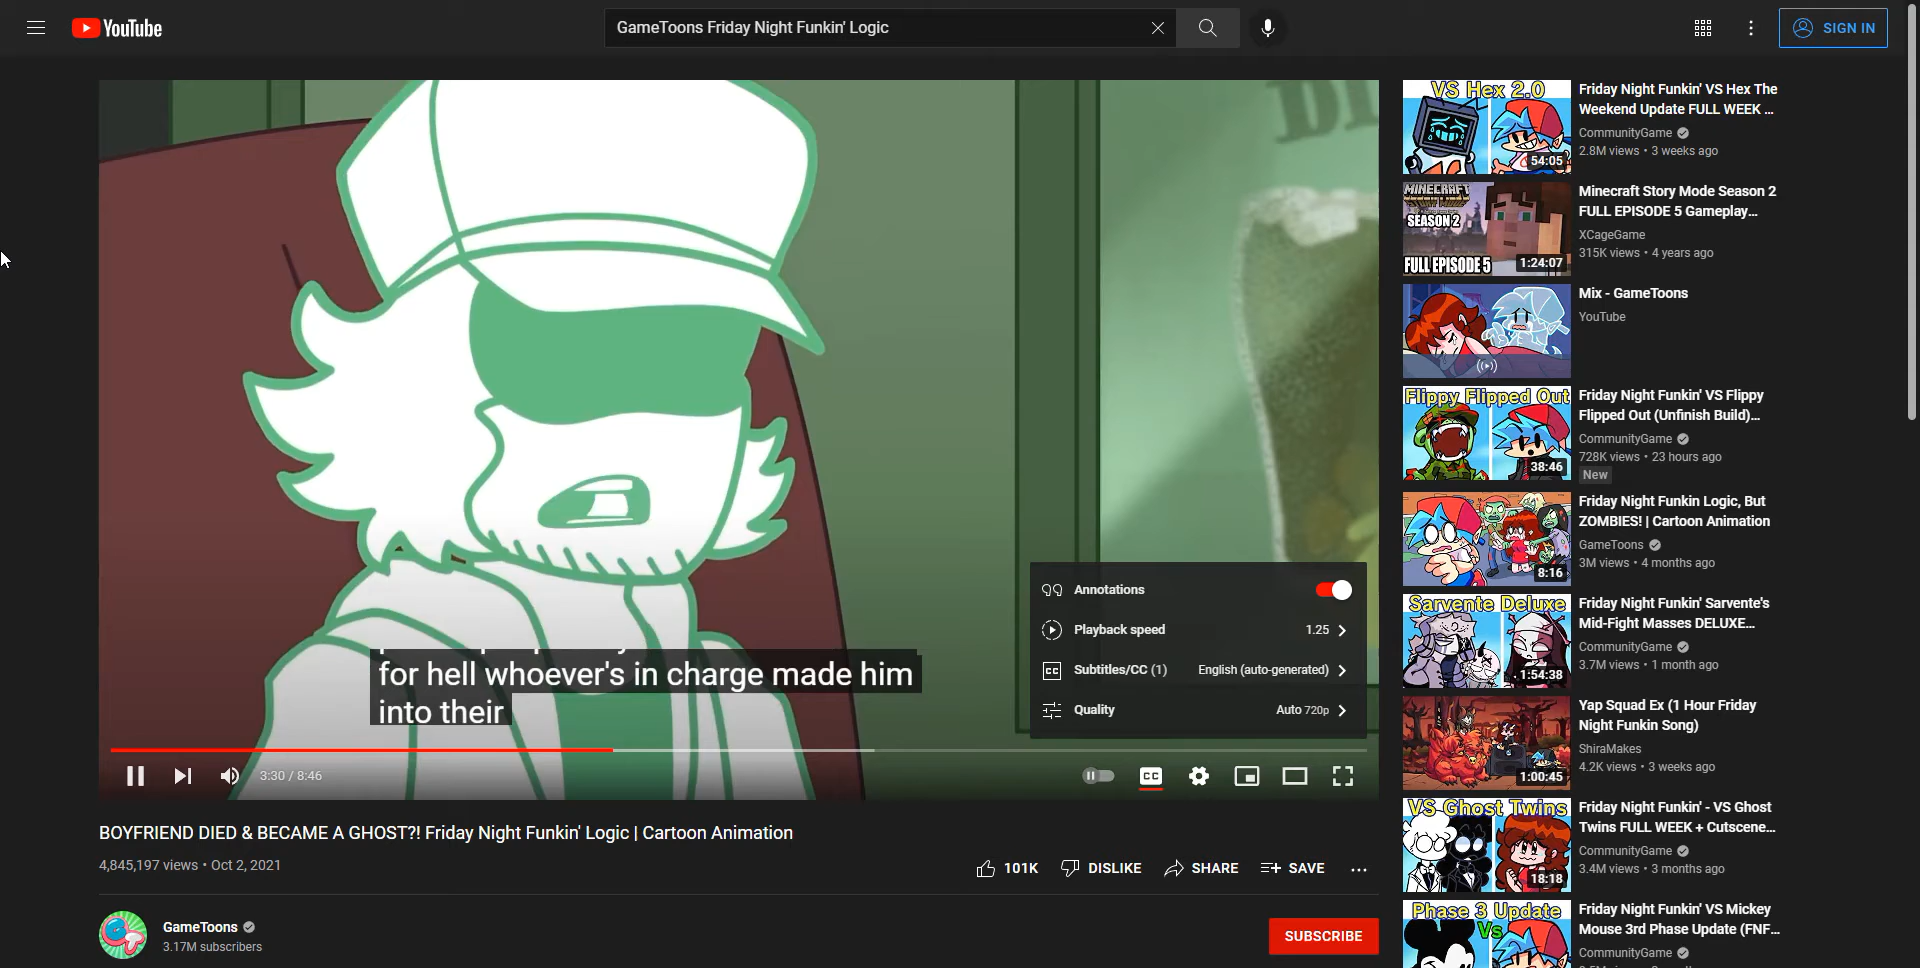 YouTube
GameToons Friday Night Funkin' Logic
SIGN IN
for hell whoever's in charge made him
into their
Annotations
Playback speed
1.25
Subtitles/CC (1)
English (auto-generated)
Quality
Auto 720p
3:30 / 8:46
CC
BOYFRIEND DIED & BECAME A GHOST?! Friday Night Funkin' Logic | Cartoon Animation
4,845,197 views • Oct 2, 2021
101K
DISLIKE
SHARE
SAVE
GameToons
3.17M subscribers
SUBSCRIBE
VS Hex 2.0
54:05
Friday Night Funkin' VS Hex The
Weekend Update FULL WEEK ...
CommunityGame
2.8M views • 3 weeks ago
MINECRAFT
STORY MODE
SEASON 2
FULL EPISODE 5
1:24:07
Minecraft Story Mode Season 2
FULL EPISODE 5 Gameplay...
XCageGame
315K views • 4 years ago
Mix - GameToons
YouTube
Flippy Flipped Out
38:46
Friday Night Funkin' VS Flippy
Flipped Out (Unfinish Build)...
CommunityGame
728K views • 23 hours ago
New
8:16
Friday Night Funkin Logic, But
ZOMBIES! | Cartoon Animation
GameToons
3M views • 4 months ago
Sarvente Deluxe
1:54:38
Friday Night Funkin' Sarvente's
Mid-Fight Masses DELUXE...
CommunityGame
3.7M views • 1 month ago
1:00:45
Yap Squad Ex (1 Hour Friday
Night Funkin Song)
ShiraMakes
4.2K views • 3 weeks ago
VS Ghost Twins
18:18
Friday Night Funkin' - VS Ghost
Twins FULL WEEK + Cutscene...
CommunityGame
3.4M views • 3 months ago
Phase 3 Update
Vs
Friday Night Funkin' VS Mickey
Mouse 3rd Phase Update (FNF...
CommunityGame